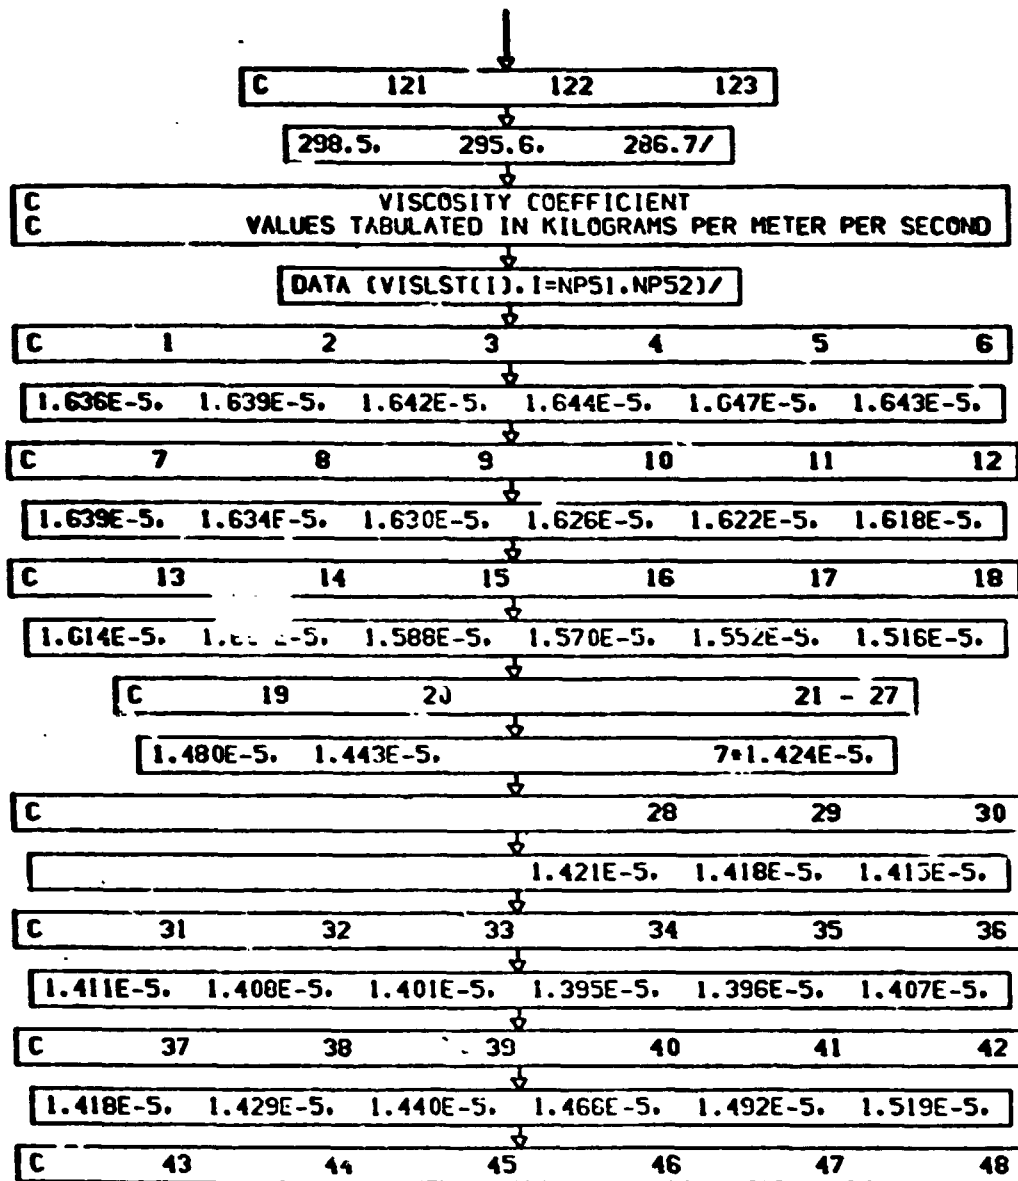 C 121 122 123
298.5, 295.6, 286.7/
C VISCOSITY COEFFICIENT
C VALUES TABULATED IN KILOGRAMS PER METER PER SECOND
DATA (VISLST(I),I=NP51,NP52)/
C 1 2 3 4 5 6
1.636E-5, 1.639E-5, 1.642E-5, 1.644E-5, 1.647E-5, 1.643E-5,
C 7 8 9 10 11 12
1.639E-5, 1.634E-5, 1.630E-5, 1.626E-5, 1.622E-5, 1.618E-5,
C 13 14 15 16 17 18
1.614E-5, 1.588E-5, 1.570E-5, 1.552E-5, 1.516E-5,
C 19 20 21 - 27
1.480E-5, 1.443E-5, 7*1.424E-5,
C 28 29 30
1.421E-5, 1.418E-5, 1.415E-5,
C 31 32 33 34 35 36
1.411E-5, 1.408E-5, 1.401E-5, 1.395E-5, 1.396E-5, 1.407E-5,
C 37 38 39 40 41 42
1.418E-5, 1.429E-5, 1.440E-5, 1.466E-5, 1.492E-5, 1.519E-5,
C 43 44 45 46 47 48